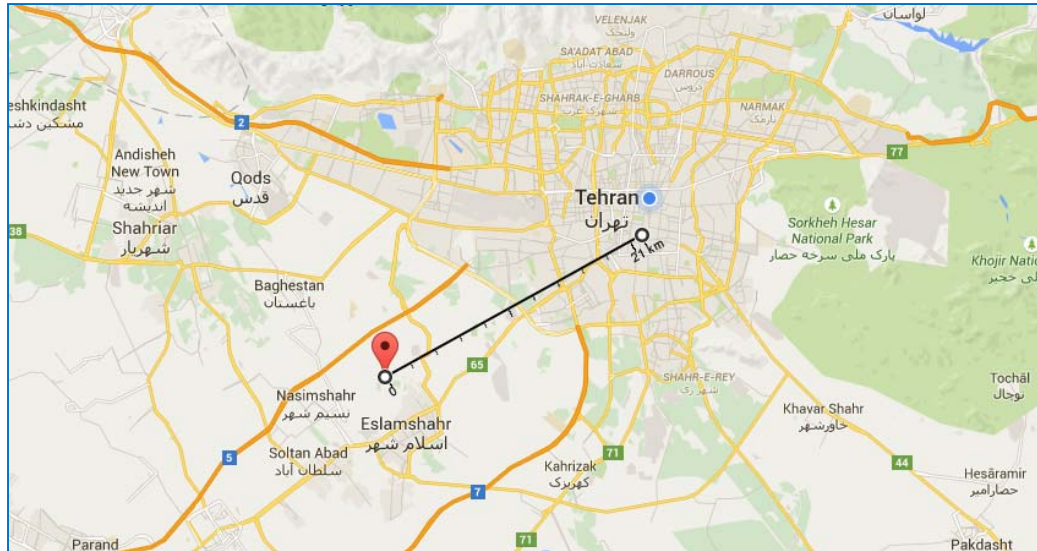 VELENJAK
ولنجک
لواسان
SA'ADAT ABAD
سعادت آباد
DARROUS
دروس
eshkindasht
مشکین دش
SHAHRAK-E-GHARB
شهرک غرب
NARMAK
نارمک
2
77
Andisheh
New Town
شهر جدید
اندیشه
Qods
قدس
Tehran
تهران
Sorkheh Hesar
National Park
پارک ملی سرخه حصار
Shahriar
شهریار
38
21 km
Khojir Natio
ملی خجیر
Baghestan
باغستان
0
65
Nasimshahr
نسیم شهر
SHAHR-E-REY
شهر ری
Tochāl
توچال
Eslamshahr
اسلام شهر
Khavar Shahr
خاورشهر
5
Soltan Abad
سلطان آباد
71
Kahrizak
کهریزک
71
44
Hesāramir
حصارامیر
7
Parand
Pakdasht